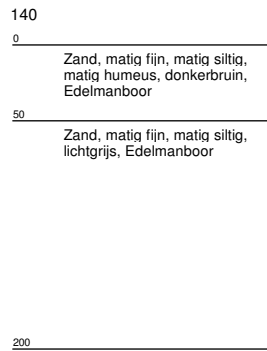 140
0
Zand, matig fijn, matig siltig,
matig humeus, donkerbruin,
Edelmanboor
50
Zand, matig fijn, matig siltig,
lichtgrijs, Edelmanboor
200